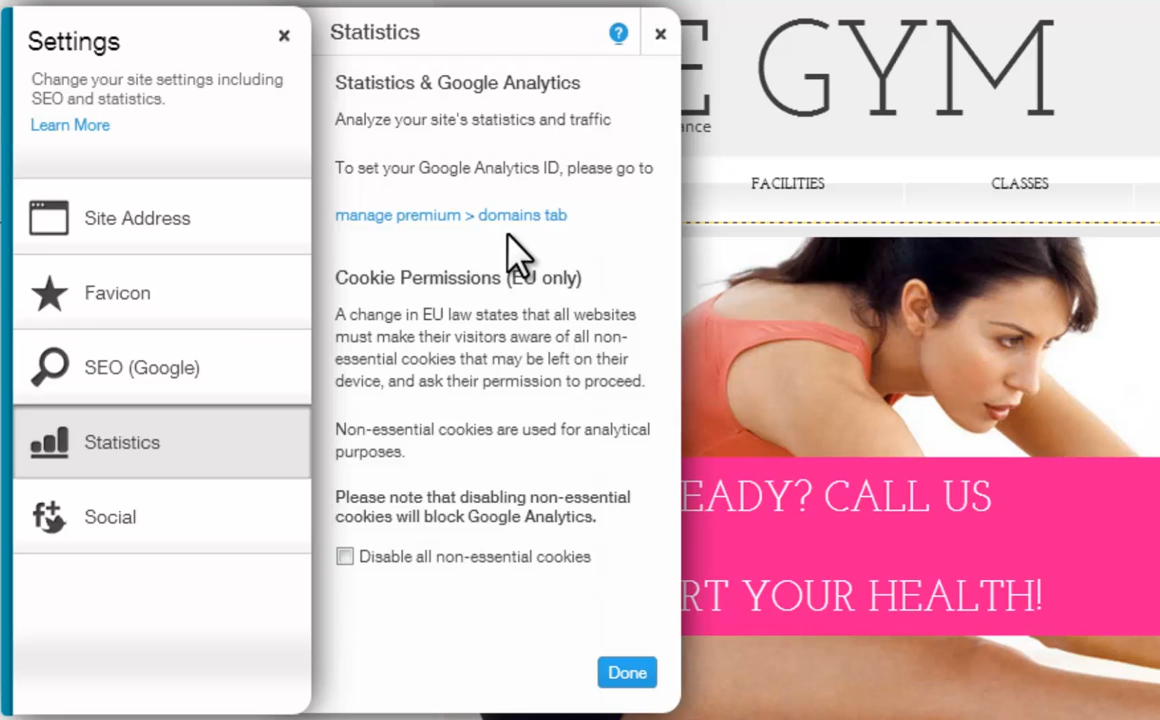 Settings
Change your site settings including
SEO and statistics.
Learn More
Site Address
Favicon
SEO (Google)
Statistics
Social
Statistics
?
Statistics & Google Analytics
Analyze your site's statistics and traffic
To set your Google Analytics ID, please go to
manage premium > domains tab
Cookie Permissions (EU only)
A change in EU law states that all websites
must make their visitors aware of all non-
essential cookies that may be left on their
device, and ask their permission to proceed.
Non-essential cookies are used for analytical
purposes.
Please note that disabling non-essential
cookies will block Google Analytics.
Disable all non-essential cookies
Done
E GYM
ance
FACILITIES CLASSES
EADY? CALL US
RT YOUR HEALTH!